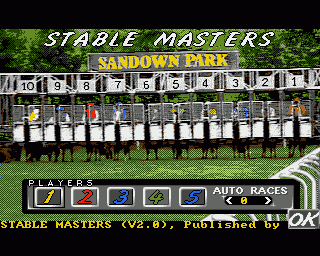 STABLE MASTERS
SANDOWN PARK
10 9 8 7 6 5 4 3 2 1
PLAYERS
1 2 3 4 5
AUTO RACES
< 0 >
OK
STABLE MASTERS (V2.0), Published by